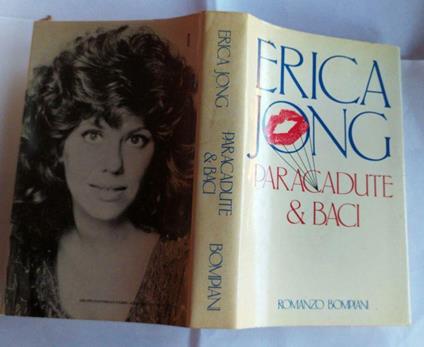 ERICA JONG
PARACADUTE
& BACI
BOMPIANI
ERICA
JONG
PARACADUTE
& BACI
ROMANZO BOMPIANI